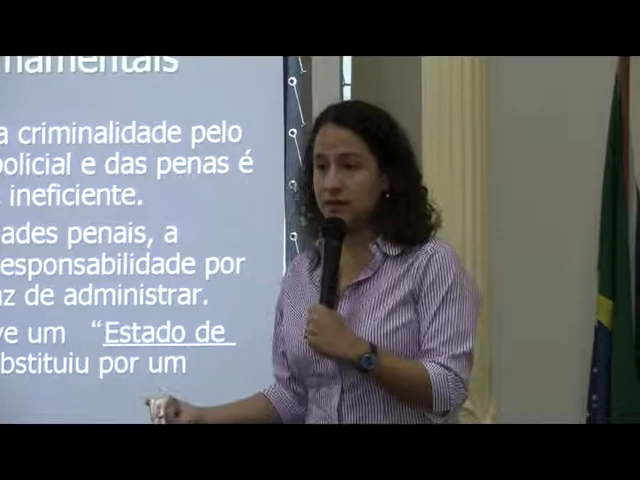 amentais
a criminalidade pelo
policial e das penas é
ineficiente.
ades penais, a
esponsabilidade por
az de administrar.
ve um "Estado de
bstituiu por um